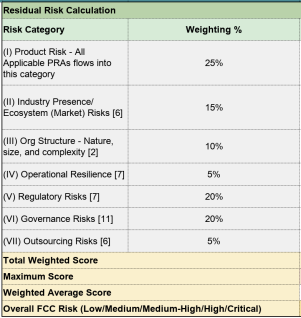 Residual Risk Calculation
Risk Category Weighting %
(I) Product Risk - All
Applicable PRAs flows into
this category
25%
(II) Industry Presence/
Ecosystem (Market) Risks [6]
15%
(III) Org Structure - Nature,
size, and complexity [2]
10%
(IV) Operational Resilience [7] 5%
(V) Regulatory Risks [7] 20%
(VI) Governance Risks [11] 20%
(VII) Outsourcing Risks [6] 5%
Total Weighted Score
Maximum Score
Weighted Average Score
Overall FCC Risk (Low/Medium/Medium-High/High/Critical)